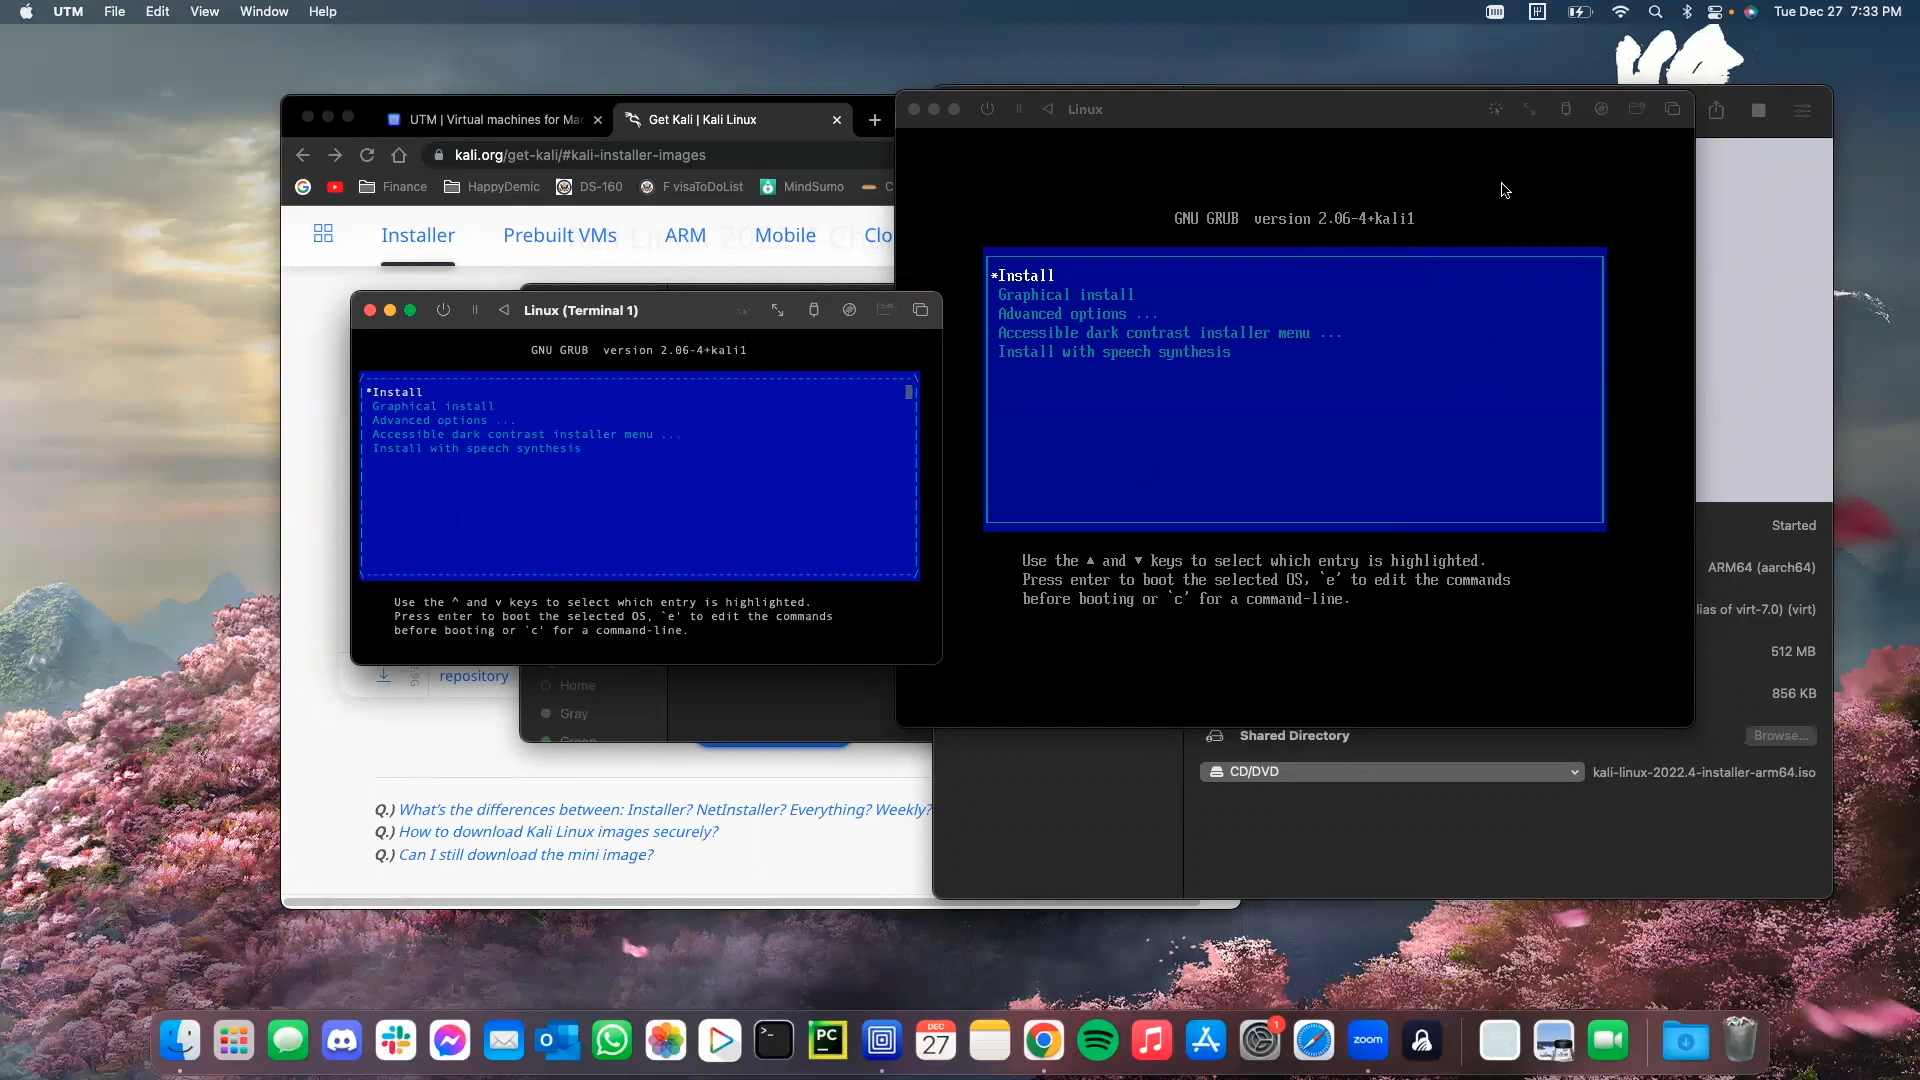 UTM File Edit View Window Help
Tue Dec 27 7:33 PM
UTM | Virtual machines for Mac
Get Kali | Kali Linux
kali.org/get-kali/#kali-installer-images
Finance HappyDemic DS-160 F visaToDoList MindSumo C
Installer Prebuilt VMs ARM Mobile Clo
Linux
GNU GRUB version 2.06-4+kali1
*Install
Graphical install
Advanced options ...
Accessible dark contrast installer menu ...
Install with speech synthesis
Use the ▲ and ▼ keys to select which entry is highlighted.
Press enter to boot the selected OS, `e' to edit the commands
before booting or `c' for a command-line.
Linux (Terminal 1)
GNU GRUB version 2.06-4+kali1
*Install
Graphical install
Advanced options ...
Accessible dark contrast installer menu ...
Install with speech synthesis
Use the ^ and v keys to select which entry is highlighted.
Press enter to boot the selected OS, `e' to edit the commands
before booting or `c' for a command-line.
repository
Home
Gray
Green
Started
ARM64 (aarch64)
lias of virt-7.0) (virt)
512 MB
856 KB
Shared Directory
Browse...
CD/DVD
kali-linux-2022.4-installer-arm64.iso
Q.) What's the differences between: Installer? NetInstaller? Everything? Weekly?
Q.) How to download Kali Linux images securely?
Q.) Can I still download the mini image?
PC
DEC
27
1
zoom